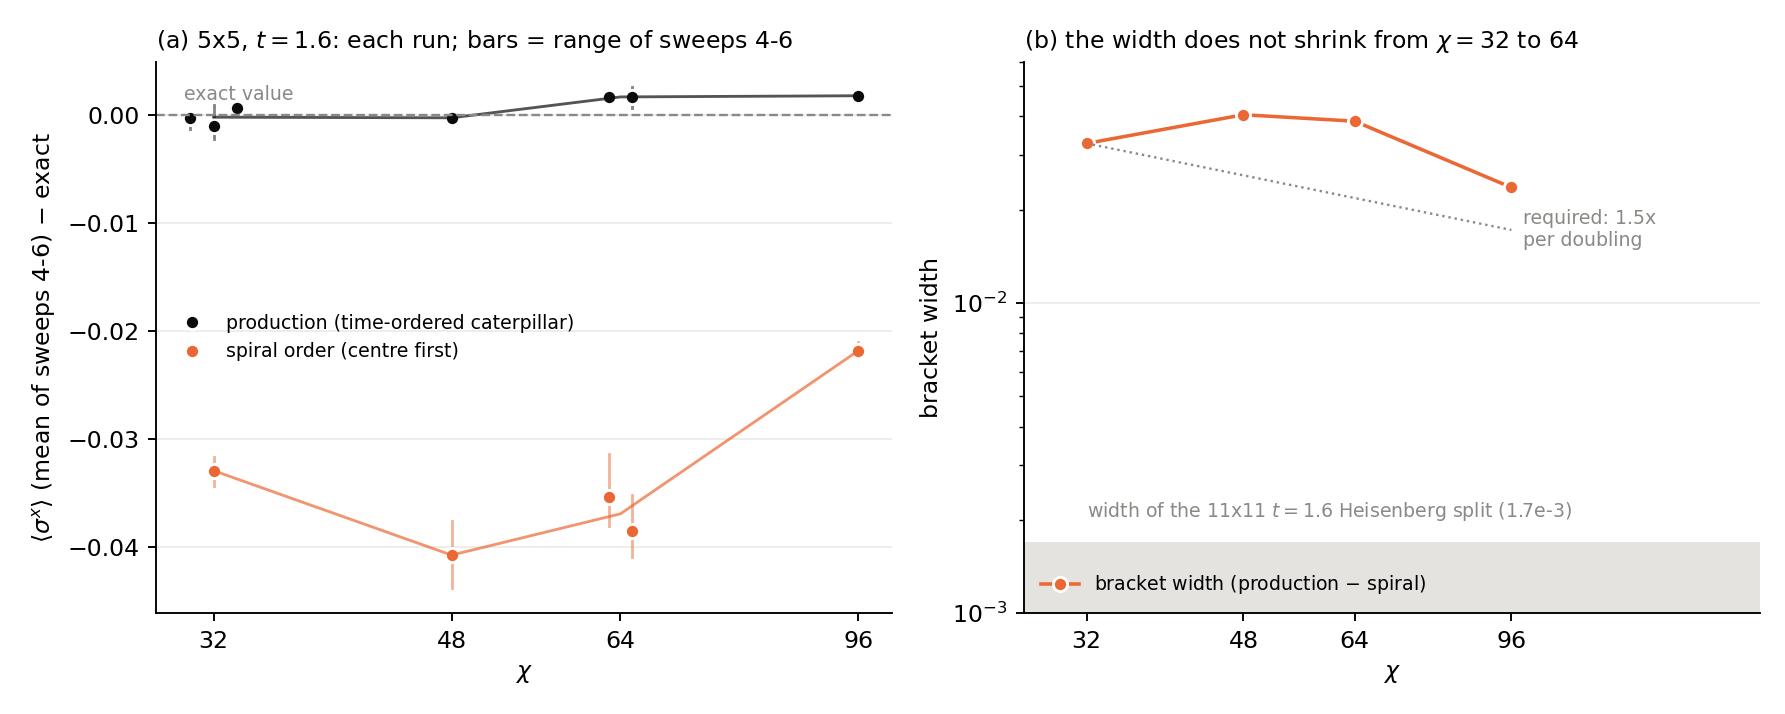 (a) 5x5, t = 1.6: each run; bars = range of sweeps 4-6
exact value
0.00
−0.01
−0.02
−0.03
−0.04
⟨σˣ⟩ (mean of sweeps 4-6) − exact
production (time-ordered caterpillar)
spiral order (centre first)
32 48 64 96
χ
(b) the width does not shrink from χ = 32 to 64
required: 1.5x
per doubling
10⁻²
10⁻³
bracket width
width of the 11x11 t = 1.6 Heisenberg split (1.7e-3)
bracket width (production − spiral)
32 48 64 96
χ